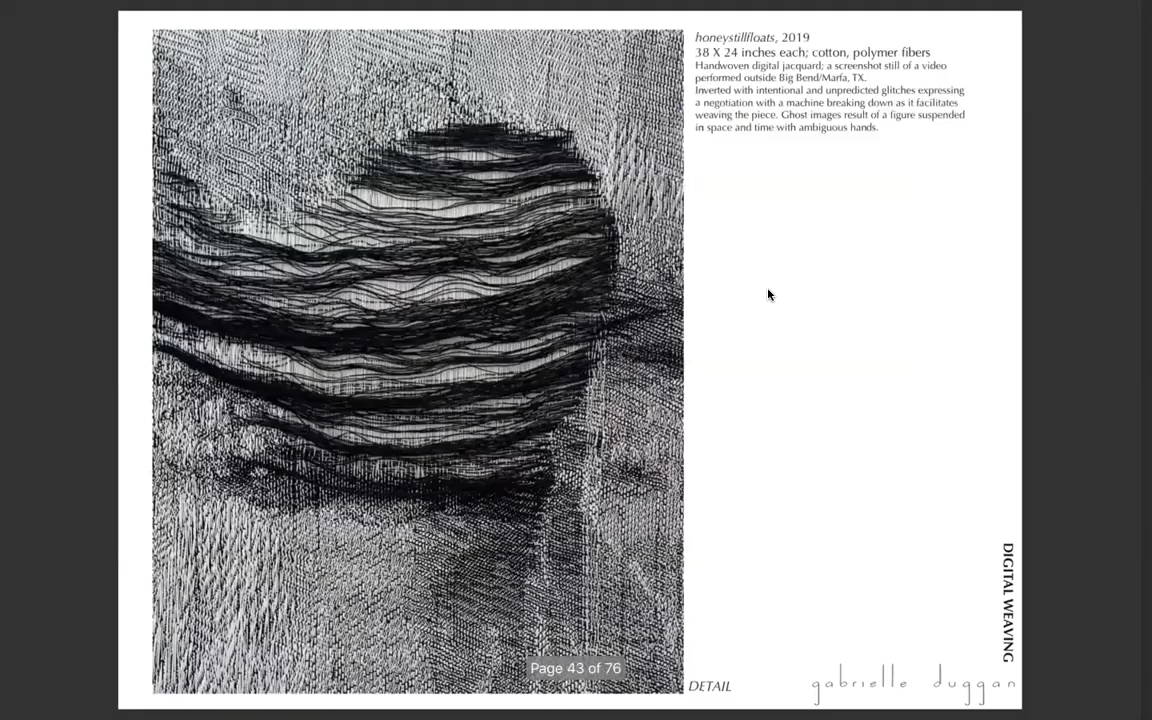 honeystillfloats, 2019
38 X 24 inches each; cotton, polymer fibers
Handwoven digital jacquard; a screenshot still of a video
performed outside Big Bend/Marfa, TX.
Inverted with intentional and unpredicted glitches expressing
a negotiation with a machine breaking down as it facilitates
weaving the piece. Ghost images result of a figure suspended
in space and time with ambiguous hands.
DIGITAL WEAVING
Page 43 of 76
DETAIL
gabrielle duggan